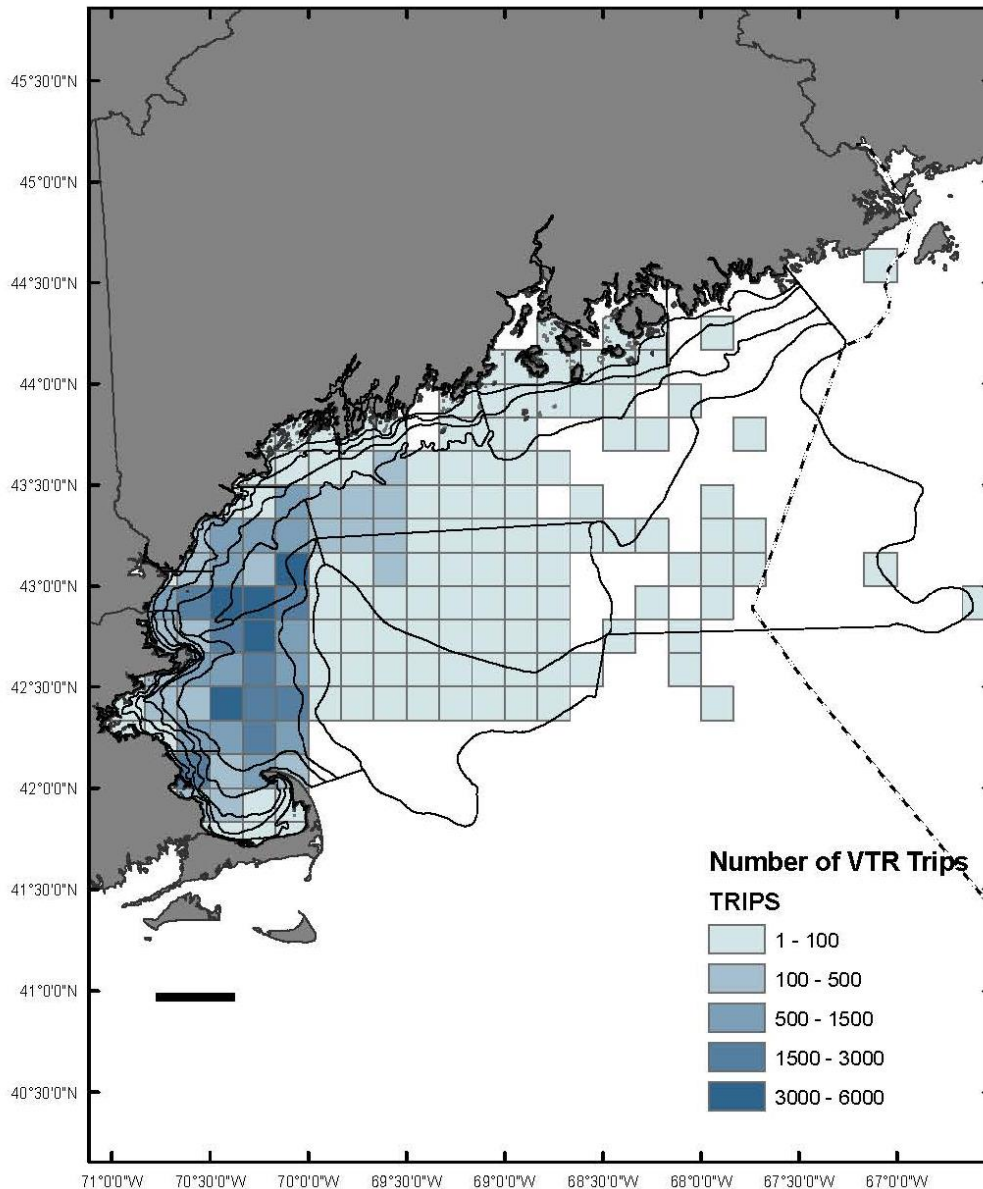 45°30'0"N
45°0'0"N
44°30'0"N
44°0'0"N
43°30'0"N
43°0'0"N
42°30'0"N
42°0'0"N
41°30'0"N
41°0'0"N
40°30'0"N
Number of VTR Trips
TRIPS
1 - 100
100 - 500
500 - 1500
1500 - 3000
3000 - 6000
71°0'0"W 70°30'0"W 70°0'0"W 69°30'0"W 69°0'0"W 68°30'0"W 68°0'0"W 67°30'0"W 67°0'0"W